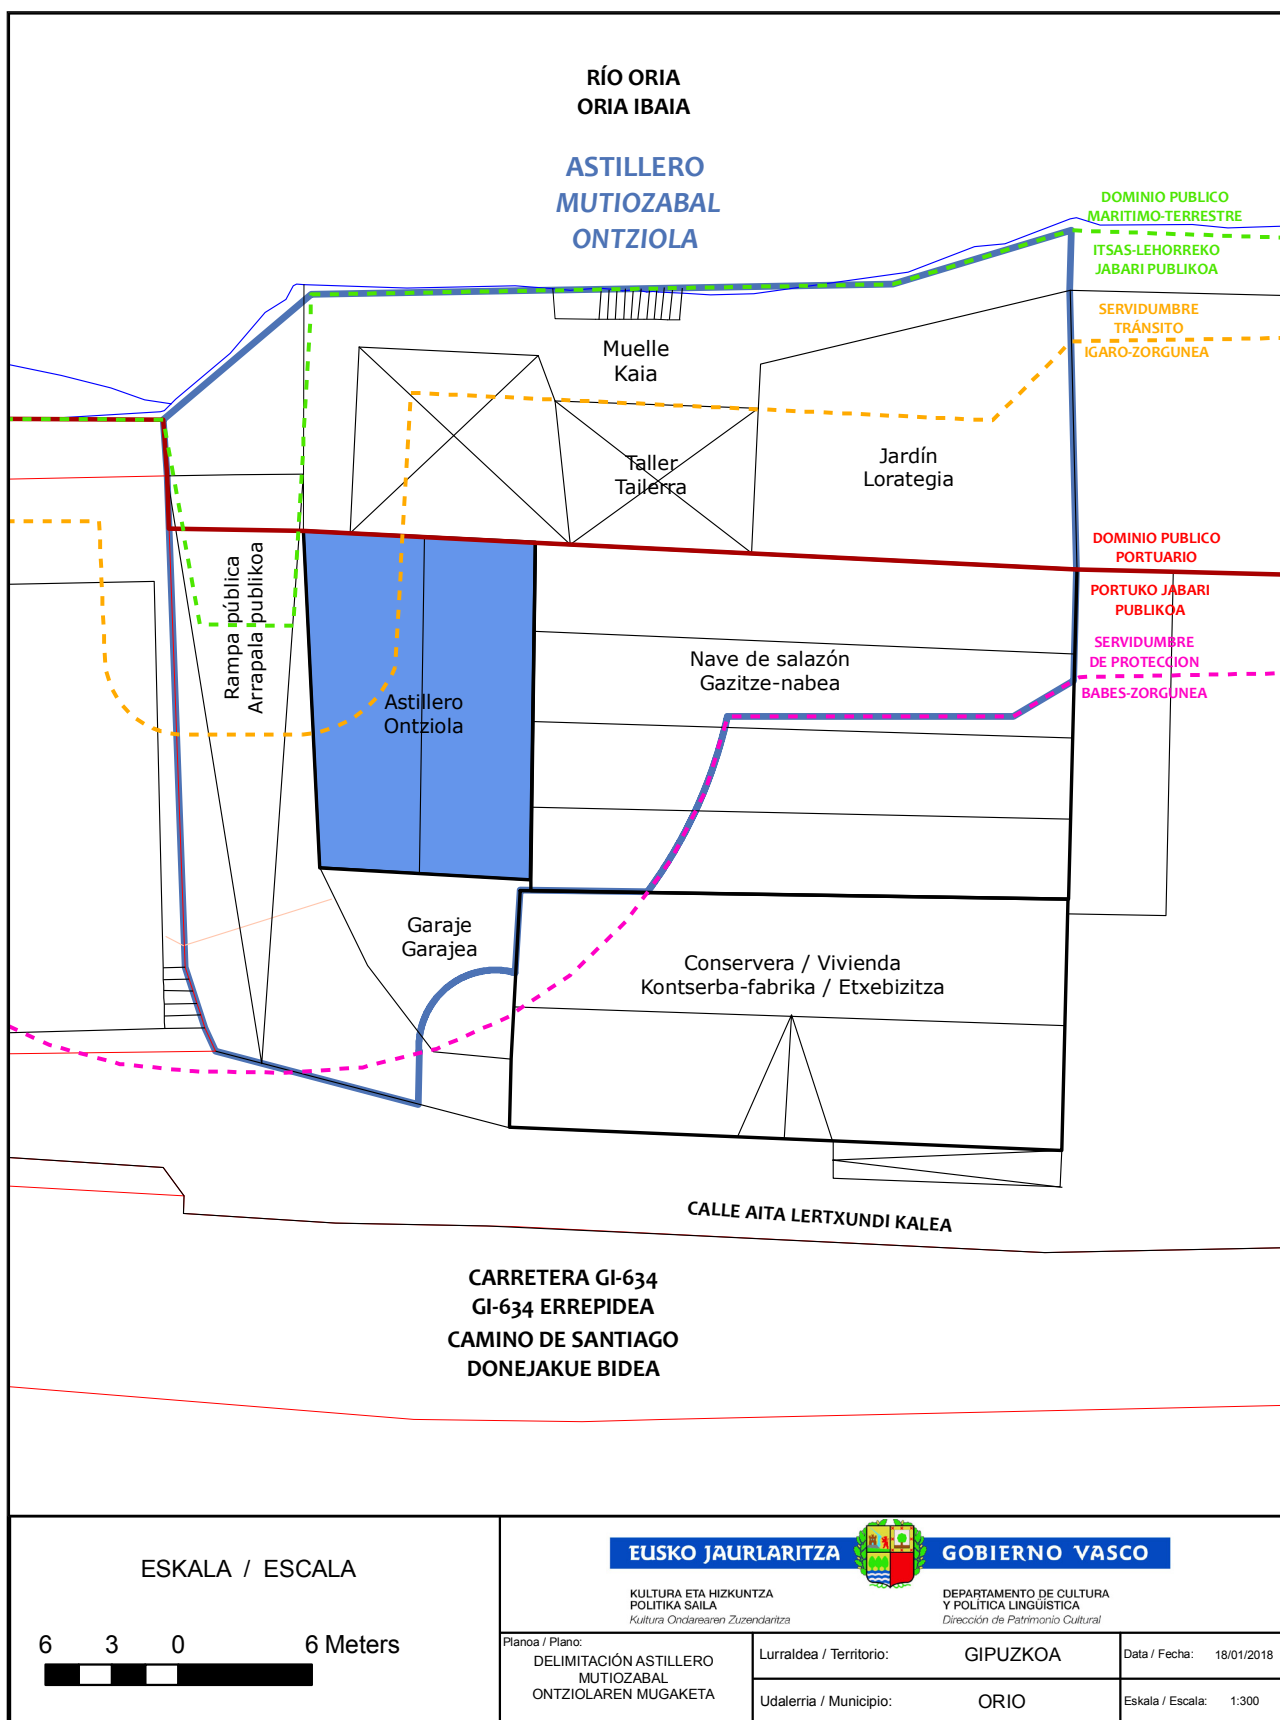 RÍO ORIA
ORIA IBAIA
ASTILLERO
MUTIOZABAL
ONTZIOLA
DOMINIO PUBLICO
MARITIMO-TERRESTRE
ITSAS-LEHORREKO
JABARI PUBLIKOA
SERVIDUMBRE
TRÁNSITO
IGARO-ZORGUNEA
Muelle
Kaia
Taller
Tailerra
Jardín
Lorategia
DOMINIO PUBLICO
PORTUARIO
PORTUKO JABARI
PUBLIKOA
Rampa pública
Arrapala publikoa
SERVIDUMBRE
DE PROTECCION
BABES-ZORGUNEA
Nave de salazón
Gazitze-nabea
Astillero
Ontziola
Garaje
Garajea
Conservera / Vivienda
Kontserba-fabrika / Etxebizitza
CALLE AITA LERTXUNDI KALEA
CARRETERA GI-634
GI-634 ERREPIDEA
CAMINO DE SANTIAGO
DONEJAKUE BIDEA
ESKALA / ESCALA
6 3 0 6 Meters
EUSKO JAURLARITZA GOBIERNO VASCO
KULTURA ETA HIZKUNTZA
POLITIKA SAILA
Kultura Ondarearen Zuzendaritza
DEPARTAMENTO DE CULTURA
Y POLÍTICA LINGÜÍSTICA
Dirección de Patrimonio Cultural
Planoa / Plano:
DELIMITACIÓN ASTILLERO
MUTIOZABAL
ONTZIOLAREN MUGAKETA
Lurraldea / Territorio: GIPUZKOA
Data / Fecha: 18/01/2018
Udalerria / Municipio: ORIO
Eskala / Escala: 1:300